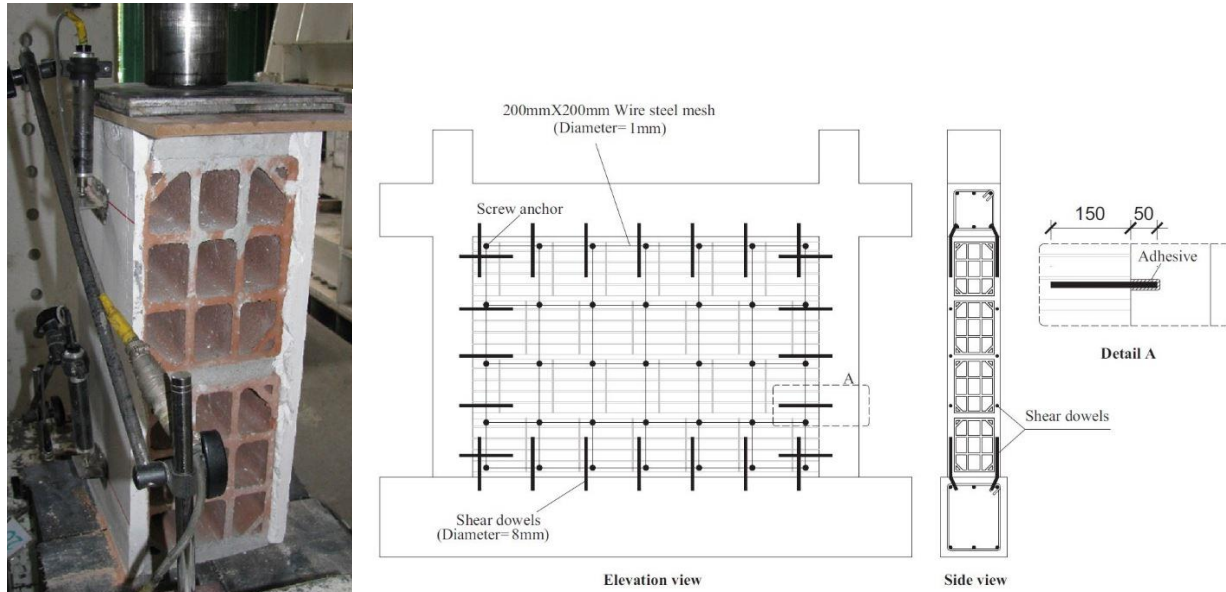 200mmX200mm Wire steel mesh
(Diameter= 1mm)
Screw anchor
A
Shear dowels
(Diameter= 8mm)
Elevation view
Shear dowels
Side view
150
50
Adhesive
Detail A